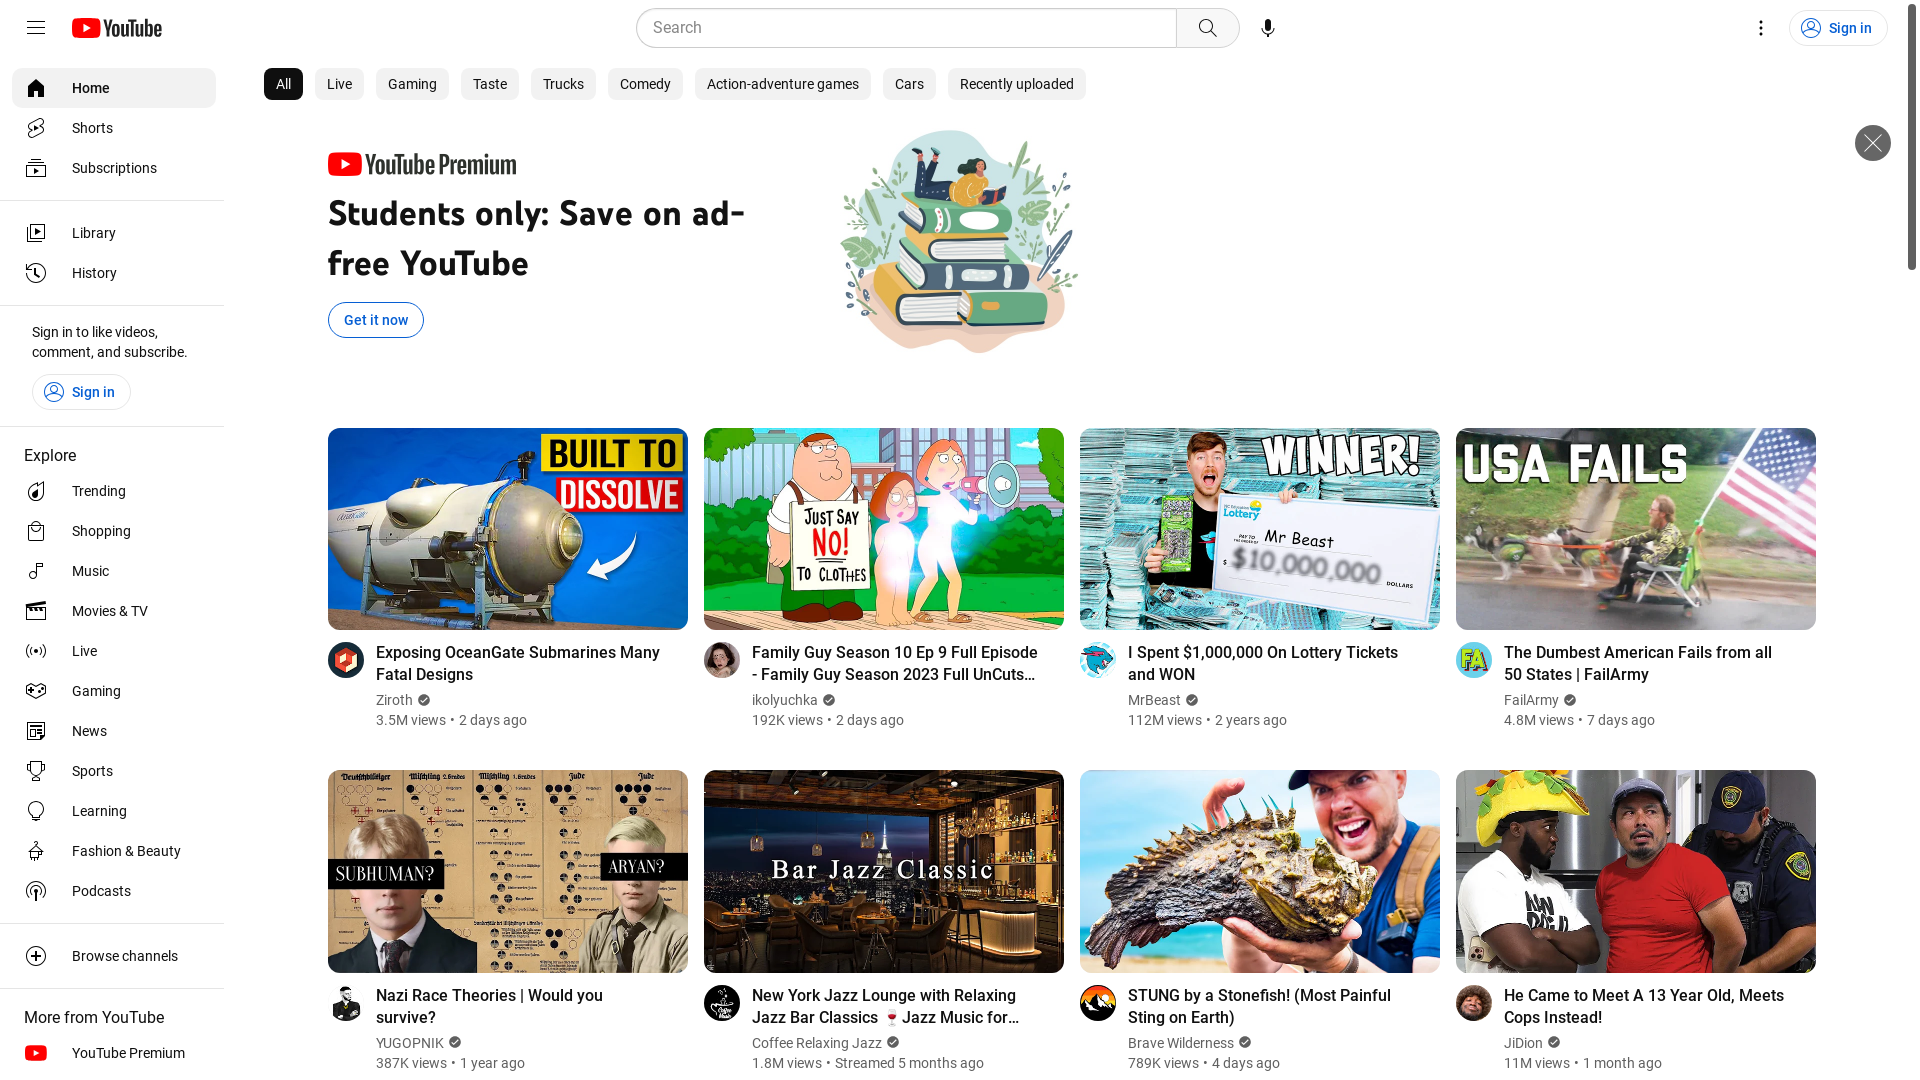 YouTube
Search
Sign in
Home
Shorts
Subscriptions
Library
History
Sign in to like videos,
comment, and subscribe.
Sign in
Explore
Trending
Shopping
Music
Movies & TV
Live
Gaming
News
Sports
Learning
Fashion & Beauty
Podcasts
Browse channels
More from YouTube
YouTube Premium
All
Live
Gaming
Taste
Trucks
Comedy
Action-adventure games
Cars
Recently uploaded
YouTube Premium
Students only: Save on ad-
free YouTube
Get it now
BUILT TO
DISSOLVE
Exposing OceanGate Submarines Many
Fatal Designs
Ziroth
3.5M views • 2 days ago
JUST SAY
NO!
TO CLOTHES
Family Guy Season 10 Ep 9 Full Episode
- Family Guy Season 2023 Full UnCuts...
ikolyuchka
192K views • 2 days ago
WINNER!
Lottery
Mr Beast
$ $10,000,000
DOLLARS
I Spent $1,000,000 On Lottery Tickets
and WON
MrBeast
112M views • 2 years ago
USA FAILS
FA
The Dumbest American Fails from all
50 States | FailArmy
FailArmy
4.8M views • 7 days ago
Deutschblütiger
Mischling 2. Grades
Mischling 1. Grades
Jude
Jude
SUBHUMAN?
ARYAN?
Nazi Race Theories | Would you
survive?
YUGOPNIK
387K views • 1 year ago
Bar Jazz Classic
New York Jazz Lounge with Relaxing
Jazz Bar Classics 🍷Jazz Music for...
Coffee Relaxing Jazz
1.8M views • Streamed 5 months ago
STUNG by a Stonefish! (Most Painful
Sting on Earth)
Brave Wilderness
789K views • 4 days ago
He Came to Meet A 13 Year Old, Meets
Cops Instead!
JiDion
11M views • 1 month ago